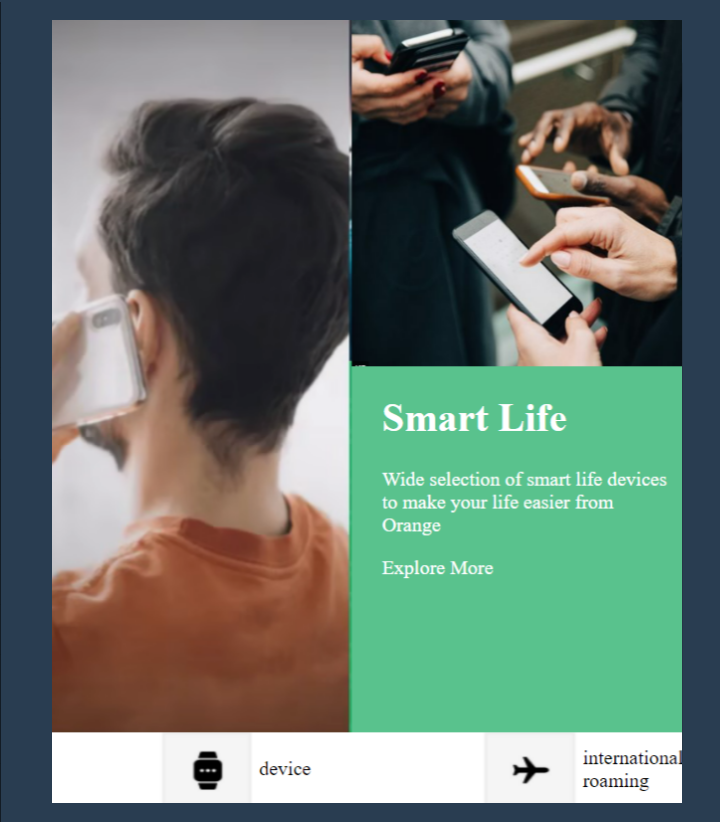 Smart Life
Wide selection of smart life devices
to make your life easier from
Orange
Explore More
device
international
roaming